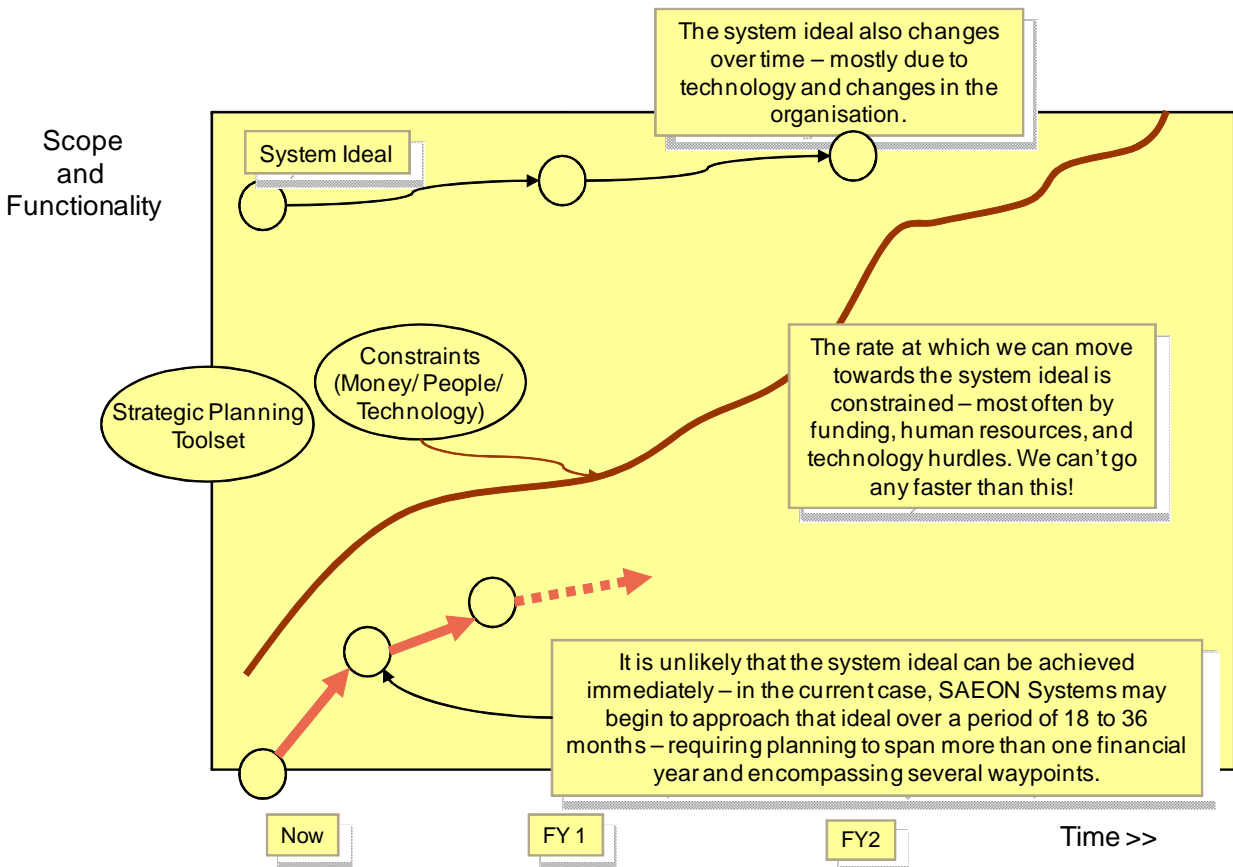 The system ideal also changes
over time – mostly due to
technology and changes in the
organisation.
Scope
and
Functionality
System Ideal
Constraints
(Money/ People/
Technology)
Strategic Planning
Toolset
The rate at which we can move
towards the system ideal is
constrained – most often by
funding, human resources, and
technology hurdles. We can't go
any faster than this!
It is unlikely that the system ideal can be achieved
immediately – in the current case, SAEON Systems may
begin to approach that ideal over a period of 18 to 36
months – requiring planning to span more than one financial
year and encompassing several waypoints.
Now
FY 1
FY2
Time >>